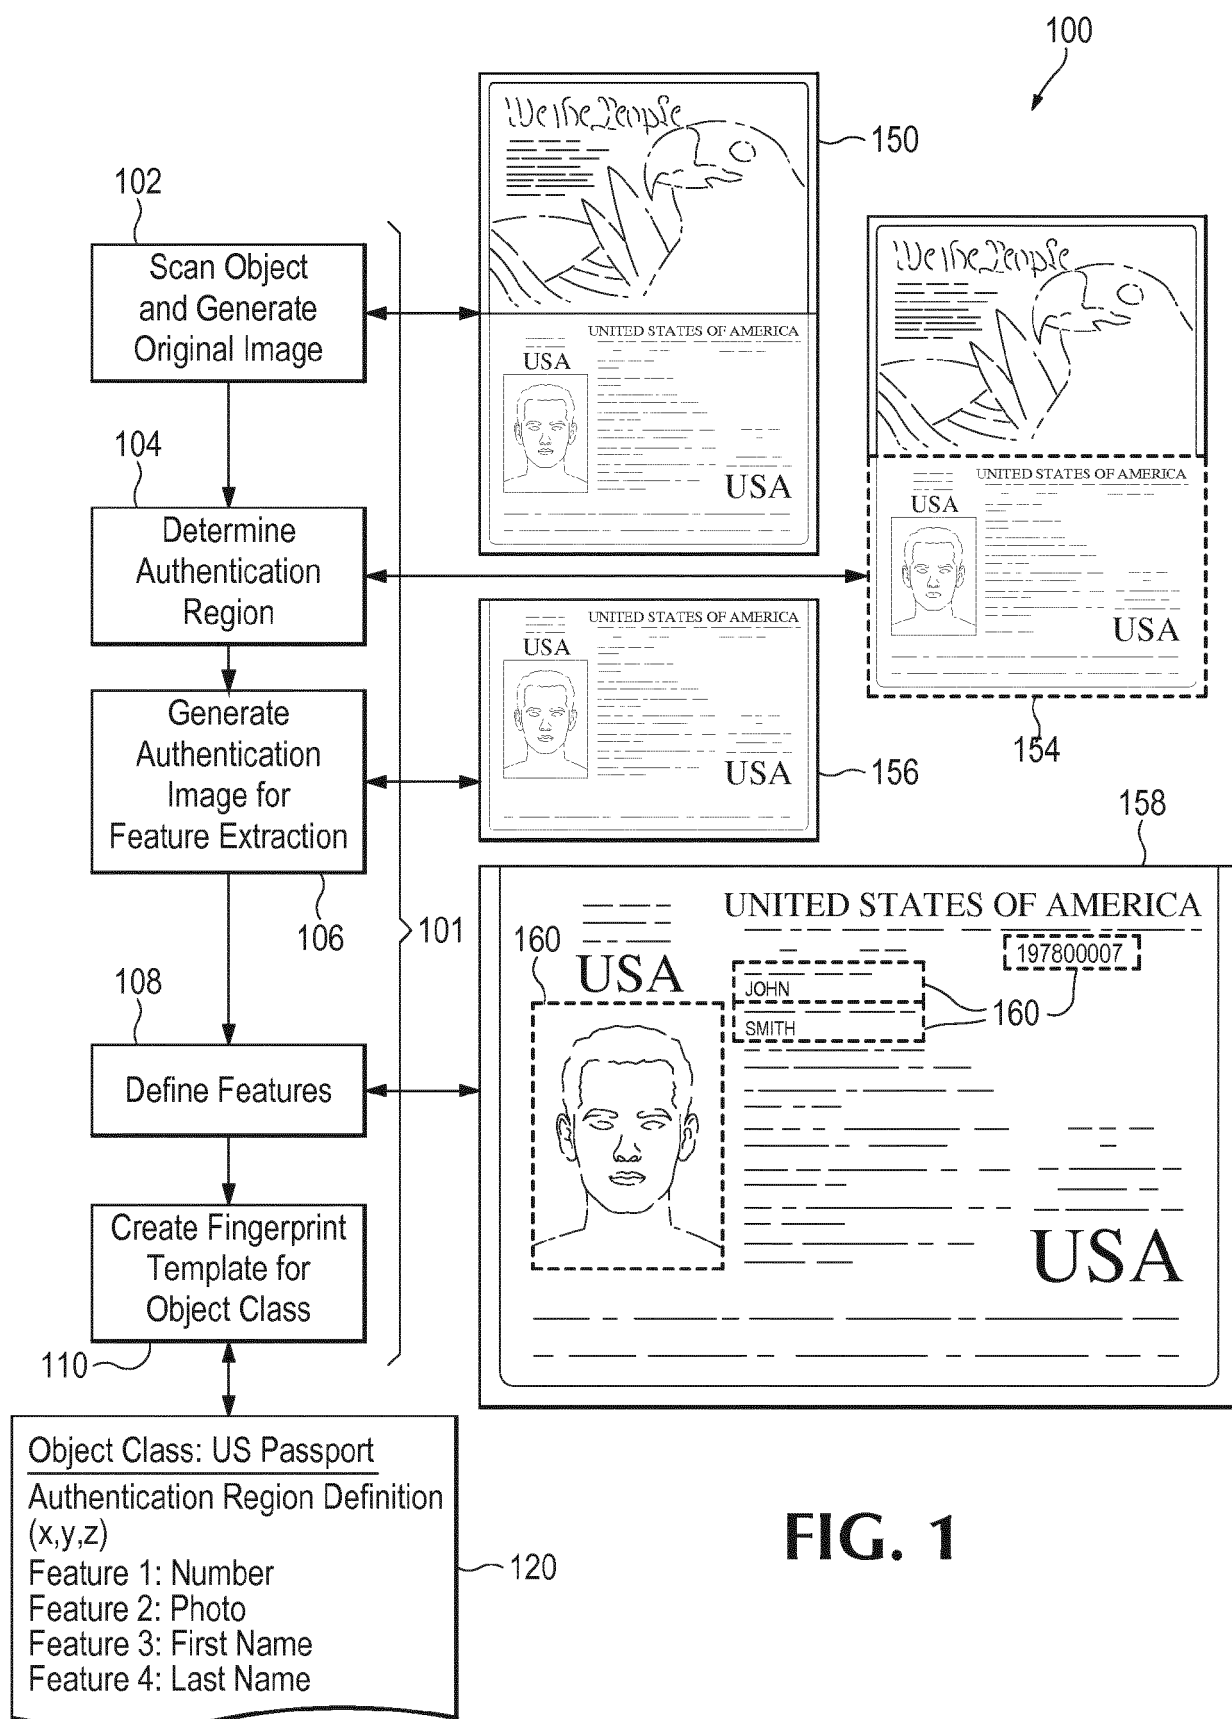 100
We the People
150
102
Scan Object
and Generate
Original Image
UNITED STATES OF AMERICA
USA
USA
We the People
UNITED STATES OF AMERICA
USA
USA
154
104
Determine
Authentication
Region
UNITED STATES OF AMERICA
USA
USA
156
Generate
Authentication
Image for
Feature Extraction
106
101
158
UNITED STATES OF AMERICA
160
USA
197800007
JOHN
160
SMITH
USA
108
Define Features
Create Fingerprint
Template for
Object Class
110
Object Class: US Passport
Authentication Region Definition
(x,y,z)
Feature 1: Number
Feature 2: Photo
Feature 3: First Name
Feature 4: Last Name
120
FIG. 1